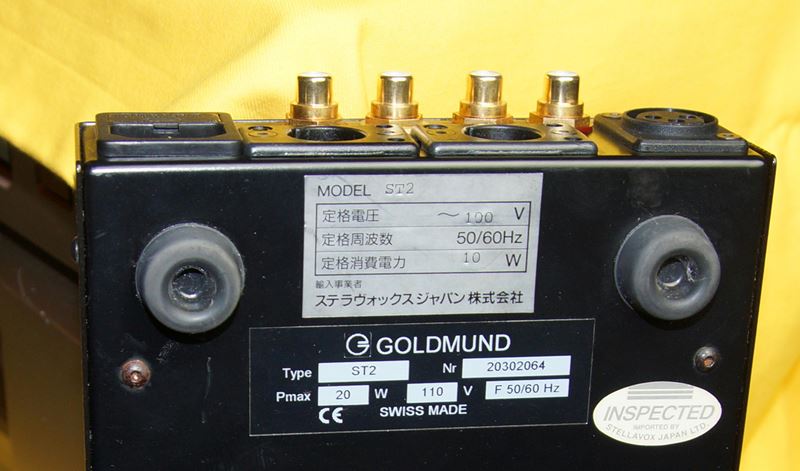 MODEL ST2
定格電圧 ～100 V
定格周波数 50/60Hz
定格消費電力 10 W
輸入事業者
ステラヴォックスジャパン株式会社
GOLDMUND
Type ST2 Nr 20302064
Pmax 20 W 110 V F 50/60 Hz
CE SWISS MADE
INSPECTED
IMPORTED BY
STELLAVOX JAPAN LTD.